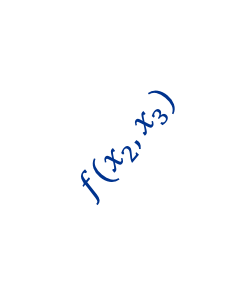 f(x₂, x₃)